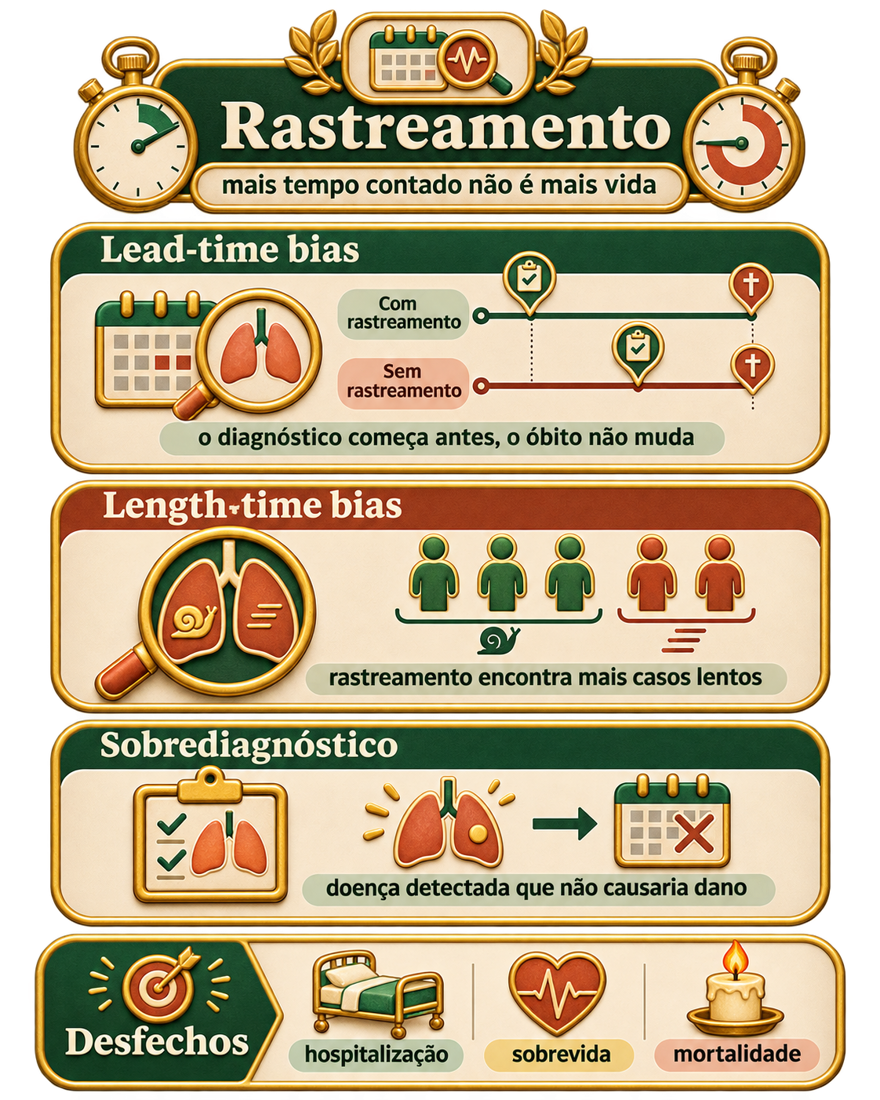 Rastreamento
mais tempo contado não é mais vida
Lead-time bias
Com
rastreamento
Sem
rastreamento
o diagnóstico começa antes, o óbito não muda
Length-time bias
rastreamento encontra mais casos lentos
Sobrediagnóstico
doença detectada que não causaria dano
Desfechos
hospitalização
sobrevida
mortalidade